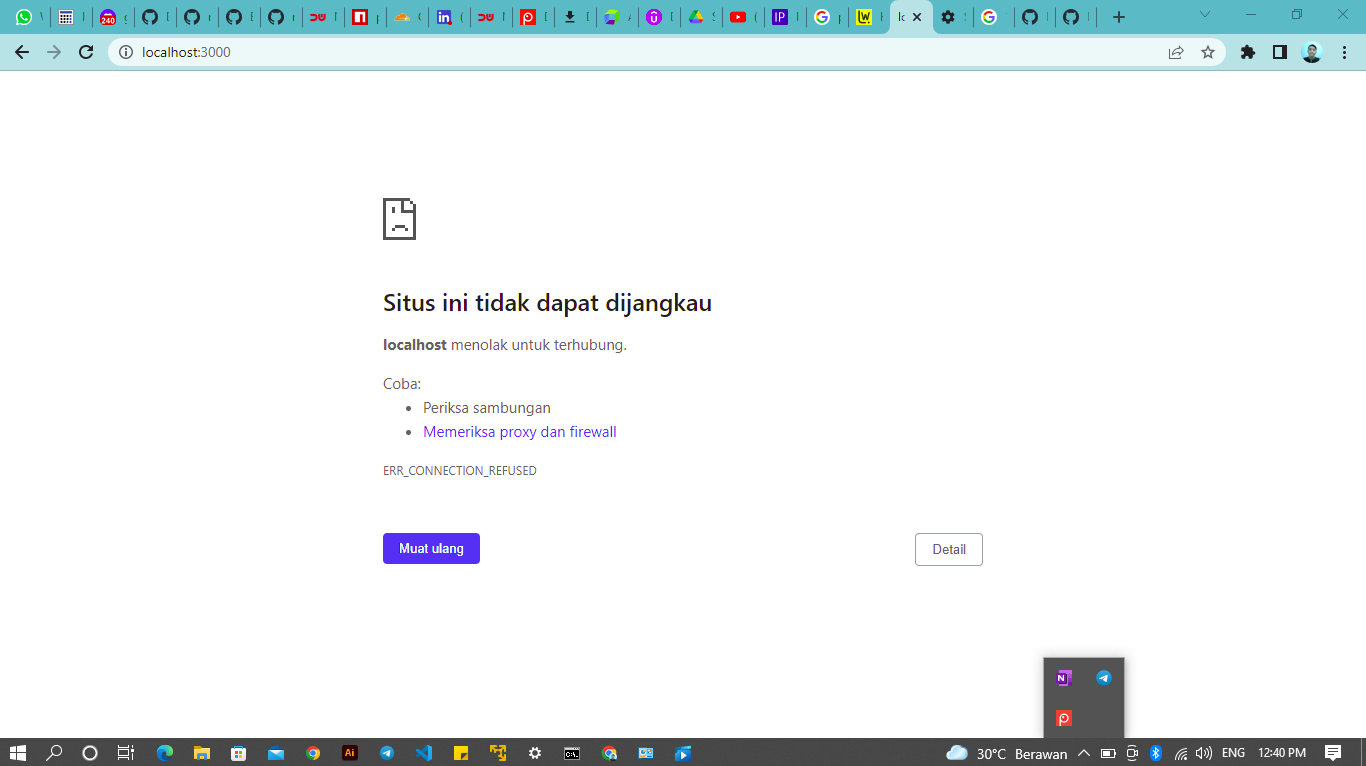 240
localhost:3000
Situs ini tidak dapat dijangkau
localhost menolak untuk terhubung.
Coba:
Periksa sambungan
Memeriksa proxy dan firewall
ERR_CONNECTION_REFUSED
Muat ulang
Detail
30°C Berawan
ENG
12:40 PM